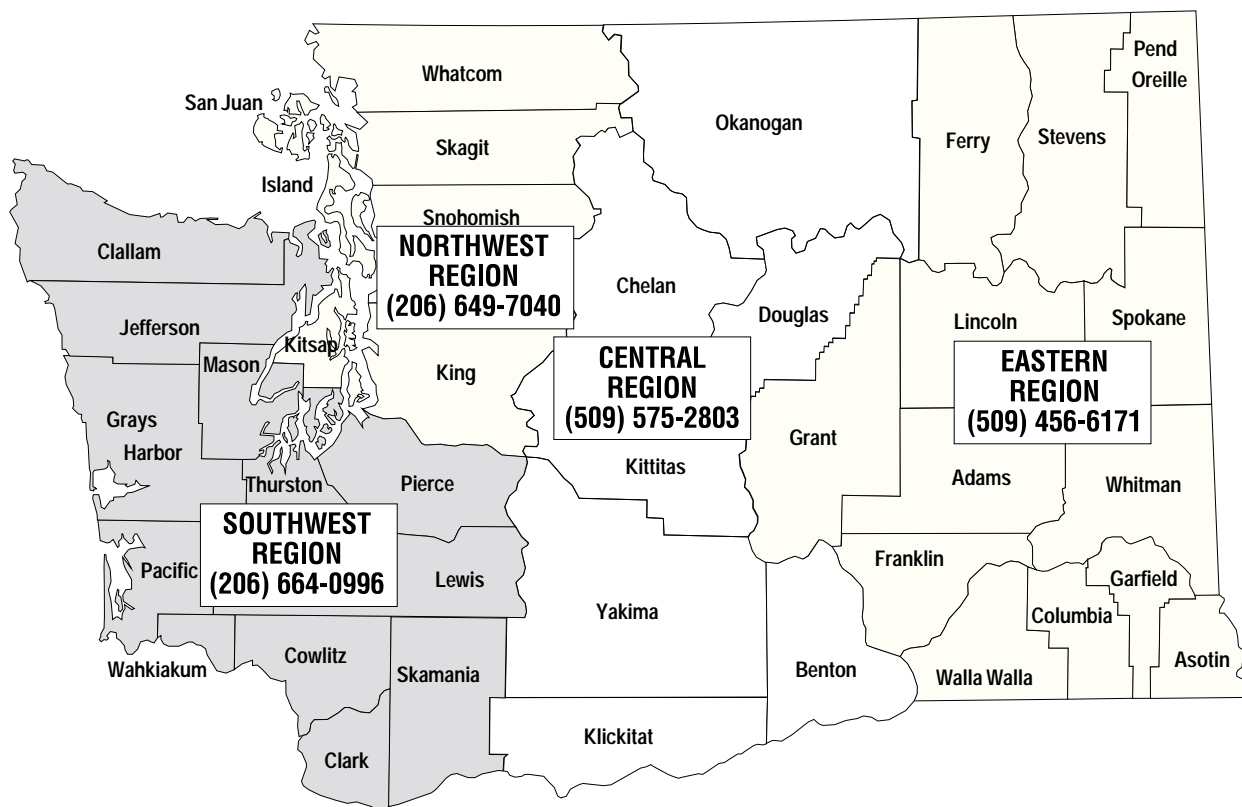 Whatcom
San Juan
Skagit
Island
Snohomish
Okanogan
Ferry
Stevens
Pend
Oreille
Clallam
NORTHWEST
REGION
(206) 649-7040
Chelan
Jefferson
Kitsap
Mason
King
Douglas
Lincoln
Spokane
CENTRAL
REGION
(509) 575-2803
EASTERN
REGION
(509) 456-6171
Grays
Harbor
Thurston
Pierce
Kittitas
Grant
Adams
Whitman
SOUTHWEST
REGION
(206) 664-0996
Pacific
Lewis
Yakima
Franklin
Garfield
Columbia
Wahkiakum
Cowlitz
Skamania
Benton
Walla Walla
Asotin
Clark
Klickitat